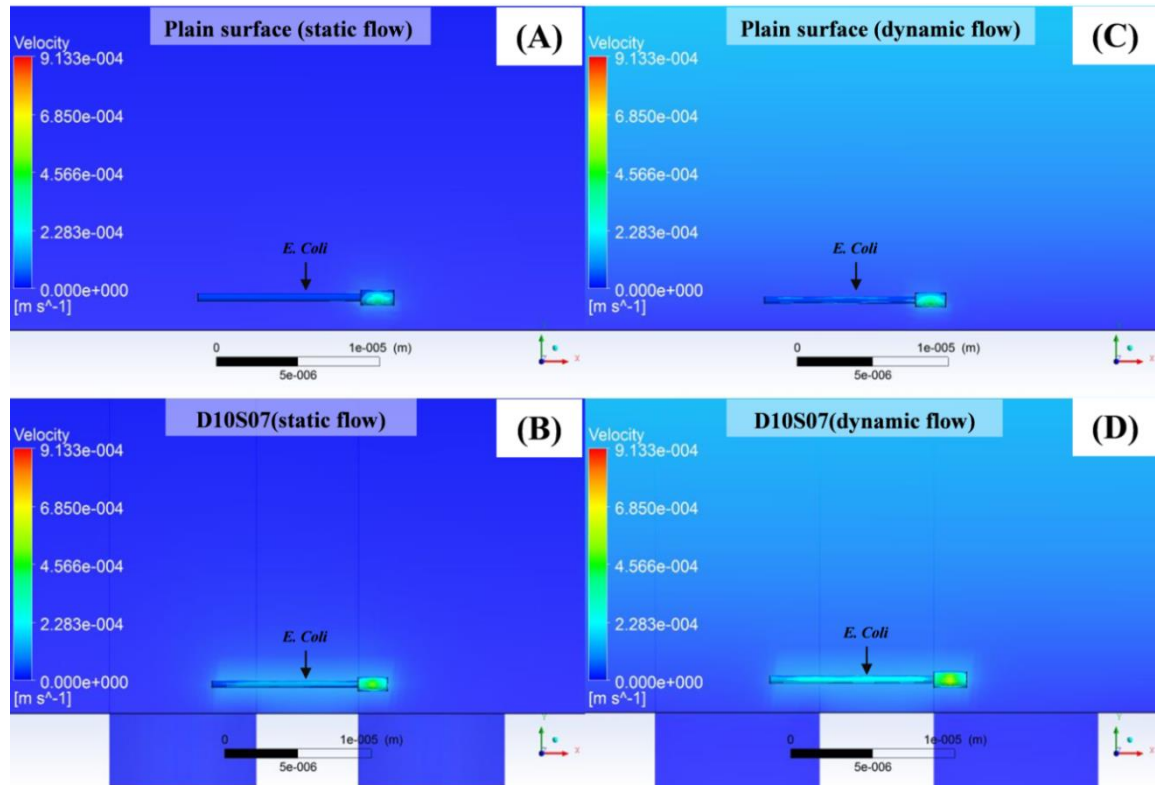 Plain surface (static flow)
(A)
Velocity
9.133e-004
6.850e-004
4.566e-004
2.283e-004
0.000e+000
[m s^-1]
E. Coli
0
1e-005 (m)
5e-006
X
Plain surface (dynamic flow)
(C)
Velocity
9.133e-004
6.850e-004
4.566e-004
2.283e-004
0.000e+000
[m s^-1]
E. Coli
0
1e-005 (m)
5e-006
X
D10S07(static flow)
(B)
Velocity
9.133e-004
6.850e-004
4.566e-004
2.283e-004
0.000e+000
[m s^-1]
E. Coli
0
1e-005 (m)
5e-006
X
D10S07(dynamic flow)
(D)
Velocity
9.133e-004
6.850e-004
4.566e-004
2.283e-004
0.000e+000
[m s^-1]
E. Coli
0
1e-005 (m)
5e-006
X